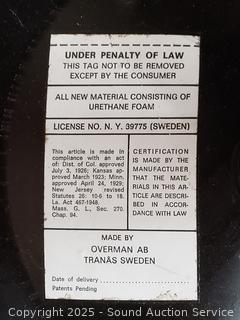 UNDER PENALTY OF LAW
THIS TAG NOT TO BE REMOVED
EXCEPT BY THE CONSUMER
ALL NEW MATERIAL CONSISTING OF
URETHANE FOAM
LICENSE NO. N. Y. 39775 (SWEDEN)
This article is made in
compliance with an act
of: Dist. of Col. approved
July 3, 1926; Kansas ap-
proved March 1923; Minn.
approved April 24, 1929;
New Jersey revised
Statutes 26: 10-6 to 18.
La. Act 467-1948.
Mass. G. L., Sec. 270.
Chap. 94.
CERTIFICATION
IS MADE BY THE
MANUFACTURER
THAT THE MATE-
RIALS IN THIS AR-
TICLE ARE DESCRI-
BED IN ACCOR-
DANCE WITH LAW
MADE BY
OVERMAN AB
TRANÅS SWEDEN
Date of delivery
Patents Pending
Copyright 2025 - Sound Auction Service